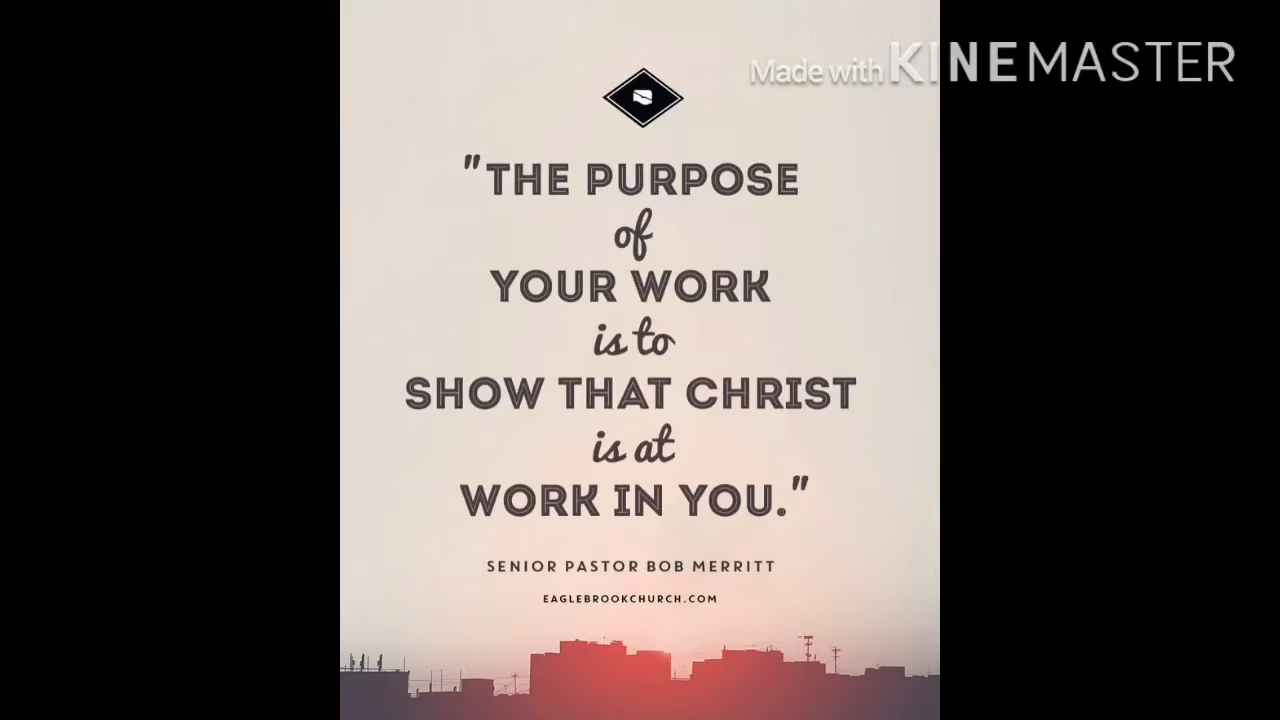 Made with KINEMASTER
"THE PURPOSE
of
YOUR WORK
is to
SHOW THAT CHRIST
is at
WORK IN YOU."
SENIOR PASTOR BOB MERRITT
EAGLEBROOKCHURCH.COM